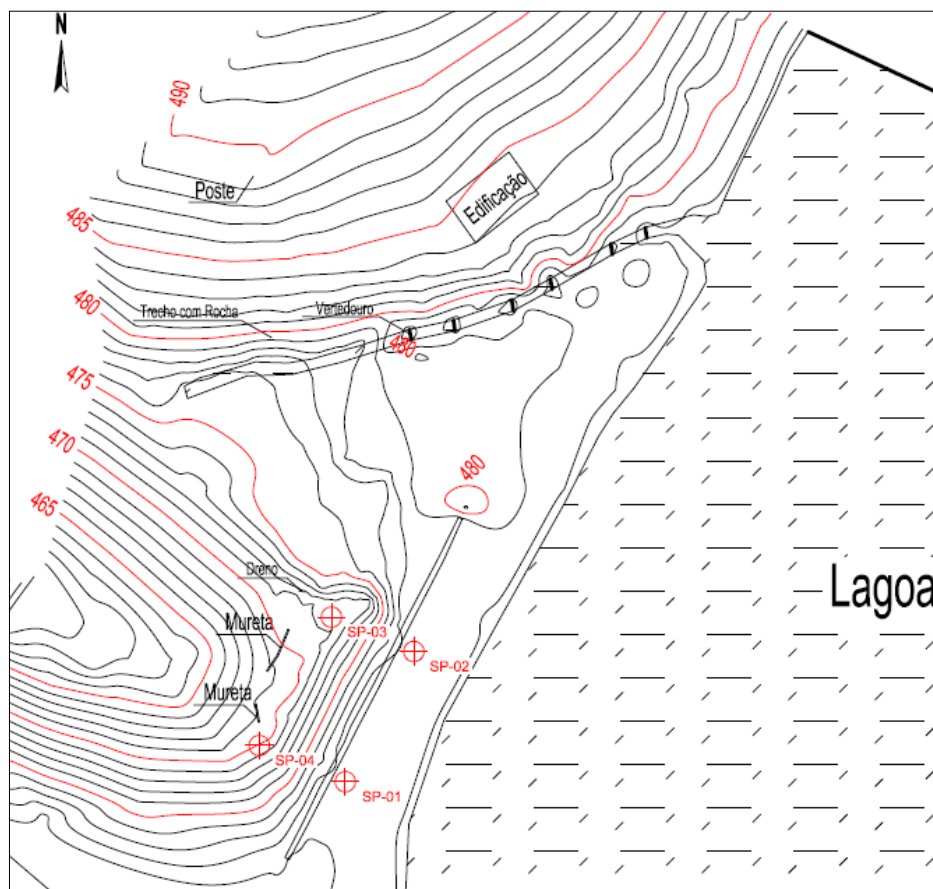 N
490
Poste
Edificação
485
480
Trecho com Rocha
Vertedouro
480
475
470
480
465
Dreno
Lagoa
Mureta
SP-03
SP-02
Mureta
SP-04
SP-01